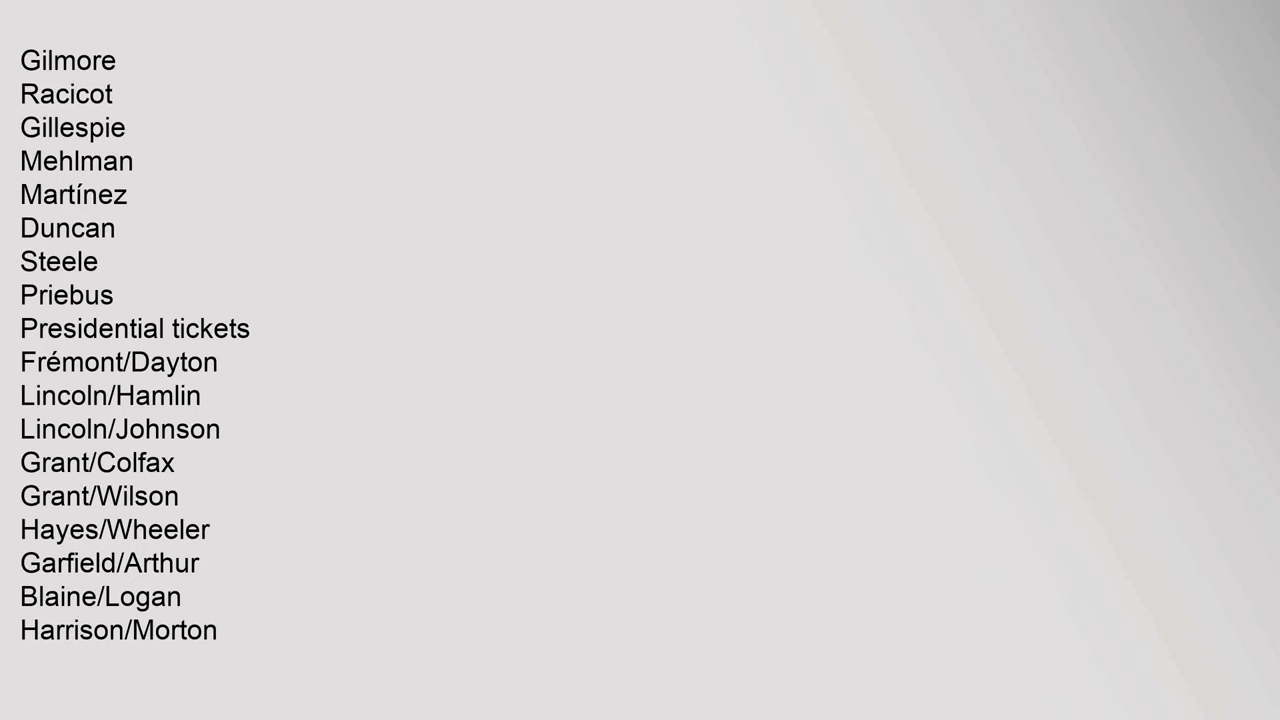 Gilmore
Racicot
Gillespie
Mehlman
Martínez
Duncan
Steele
Priebus
Presidential tickets
Frémont/Dayton
Lincoln/Hamlin
Lincoln/Johnson
Grant/Colfax
Grant/Wilson
Hayes/Wheeler
Garfield/Arthur
Blaine/Logan
Harrison/Morton